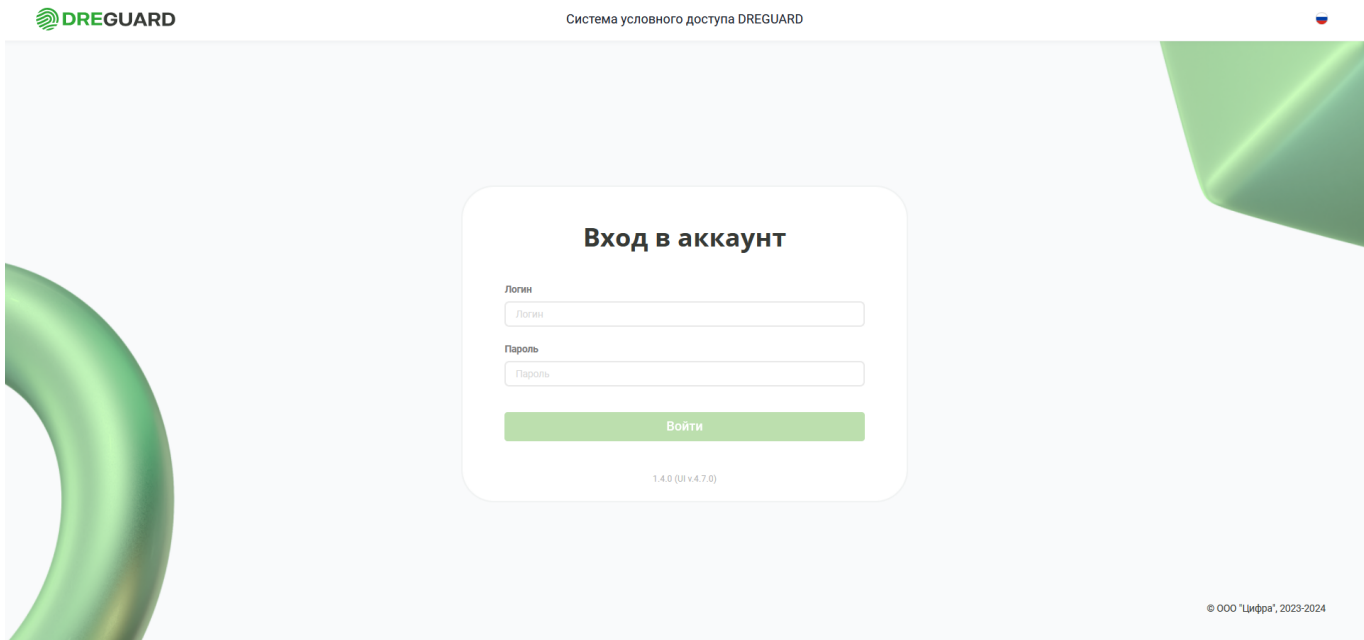 DREGUARD
Система условного доступа DREGUARD
Вход в аккаунт
Логин
Логин
Пароль
Пароль
Войти
1.4.0 (UI v.4.7.0)
© ООО "Цифра", 2023-2024